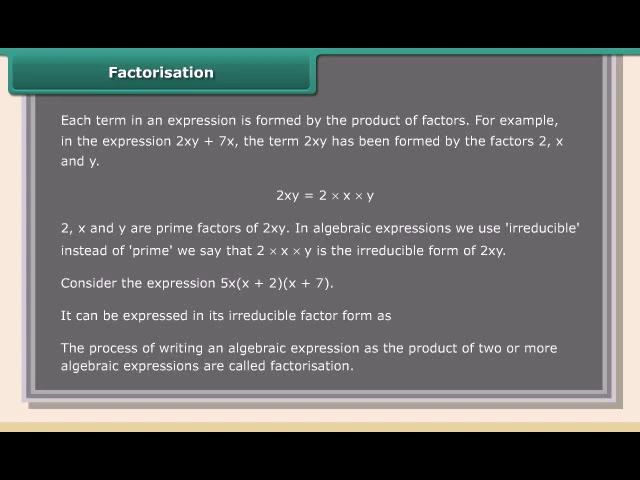 Factorisation
Each term in an expression is formed by the product of factors. For example,
in the expression 2xy + 7x, the term 2xy has been formed by the factors 2, x
and y.
2xy = 2 × x × y
2, x and y are prime factors of 2xy. In algebraic expressions we use 'irreducible'
instead of 'prime' we say that 2 × x × y is the irreducible form of 2xy.
Consider the expression 5x(x + 2)(x + 7).
It can be expressed in its irreducible factor form as
The process of writing an algebraic expression as the product of two or more
algebraic expressions are called factorisation.